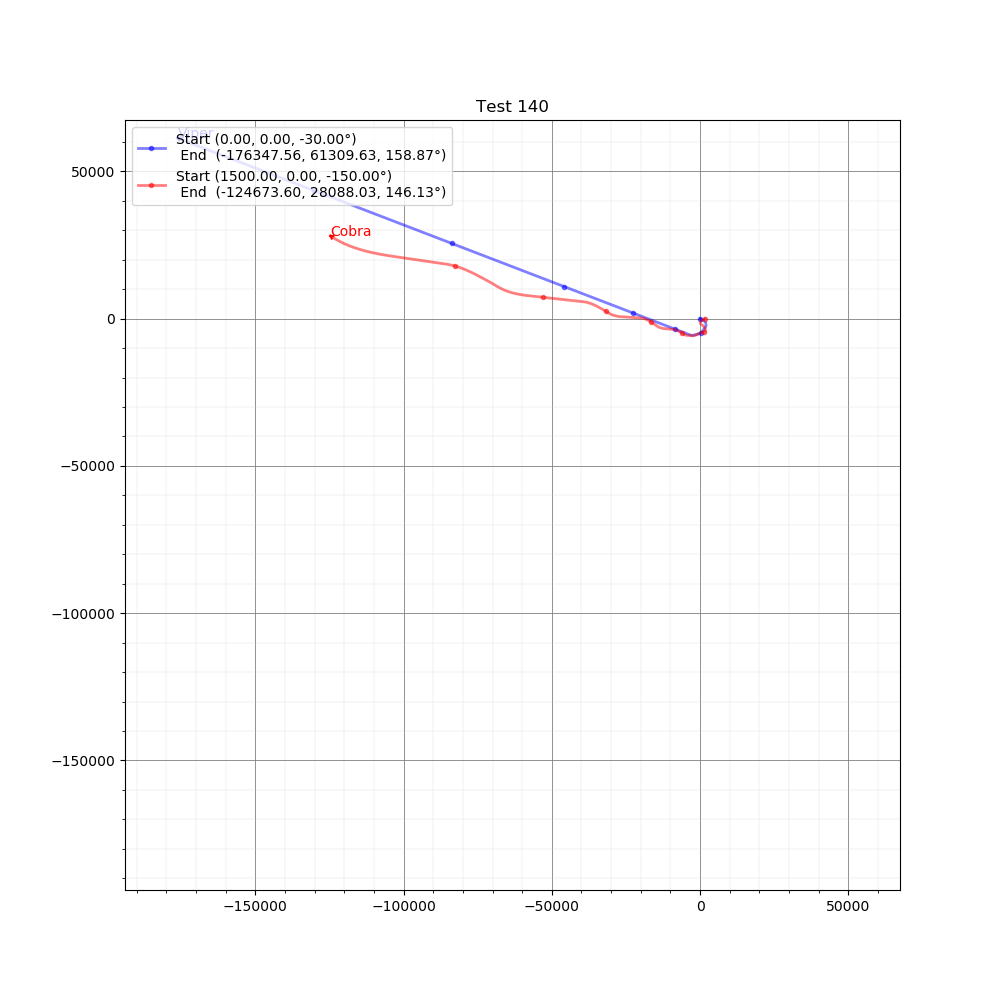 Test 140
Viper
Start (0.00, 0.00, -30.00°)
End  (-176347.56, 61309.63, 158.87°)
Start (1500.00, 0.00, -150.00°)
End  (-124673.60, 28088.03, 146.13°)
Cobra
50000
0
−50000
−100000
−150000
−150000
−100000
−50000
0
50000